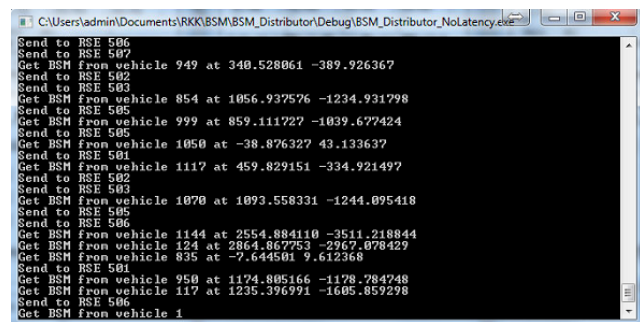 C:\Users\admin\Documents\RKK\BSM\BSM_Distributor\Debug\BSM_Distributor_NoLatency.exe
Send to RSE 506
Send to RSE 507
Get BSM from vehicle 949 at 340.528061 -389.926367
Send to RSE 502
Send to RSE 503
Get BSM from vehicle 854 at 1056.937576 -1234.931798
Send to RSE 505
Get BSM from vehicle 999 at 859.111727 -1039.677424
Send to RSE 505
Get BSM from vehicle 1050 at -38.876327 43.133637
Send to RSE 501
Get BSM from vehicle 1117 at 459.829151 -334.921497
Send to RSE 502
Send to RSE 503
Get BSM from vehicle 1070 at 1093.558331 -1244.095418
Send to RSE 505
Send to RSE 506
Get BSM from vehicle 1144 at 2554.884110 -3511.218844
Get BSM from vehicle 124 at 2864.867753 -2967.078429
Get BSM from vehicle 835 at -7.644501 9.612368
Send to RSE 501
Get BSM from vehicle 950 at 1174.805166 -1178.784748
Get BSM from vehicle 117 at 1235.396991 -1605.859298
Send to RSE 506
Get BSM from vehicle 1